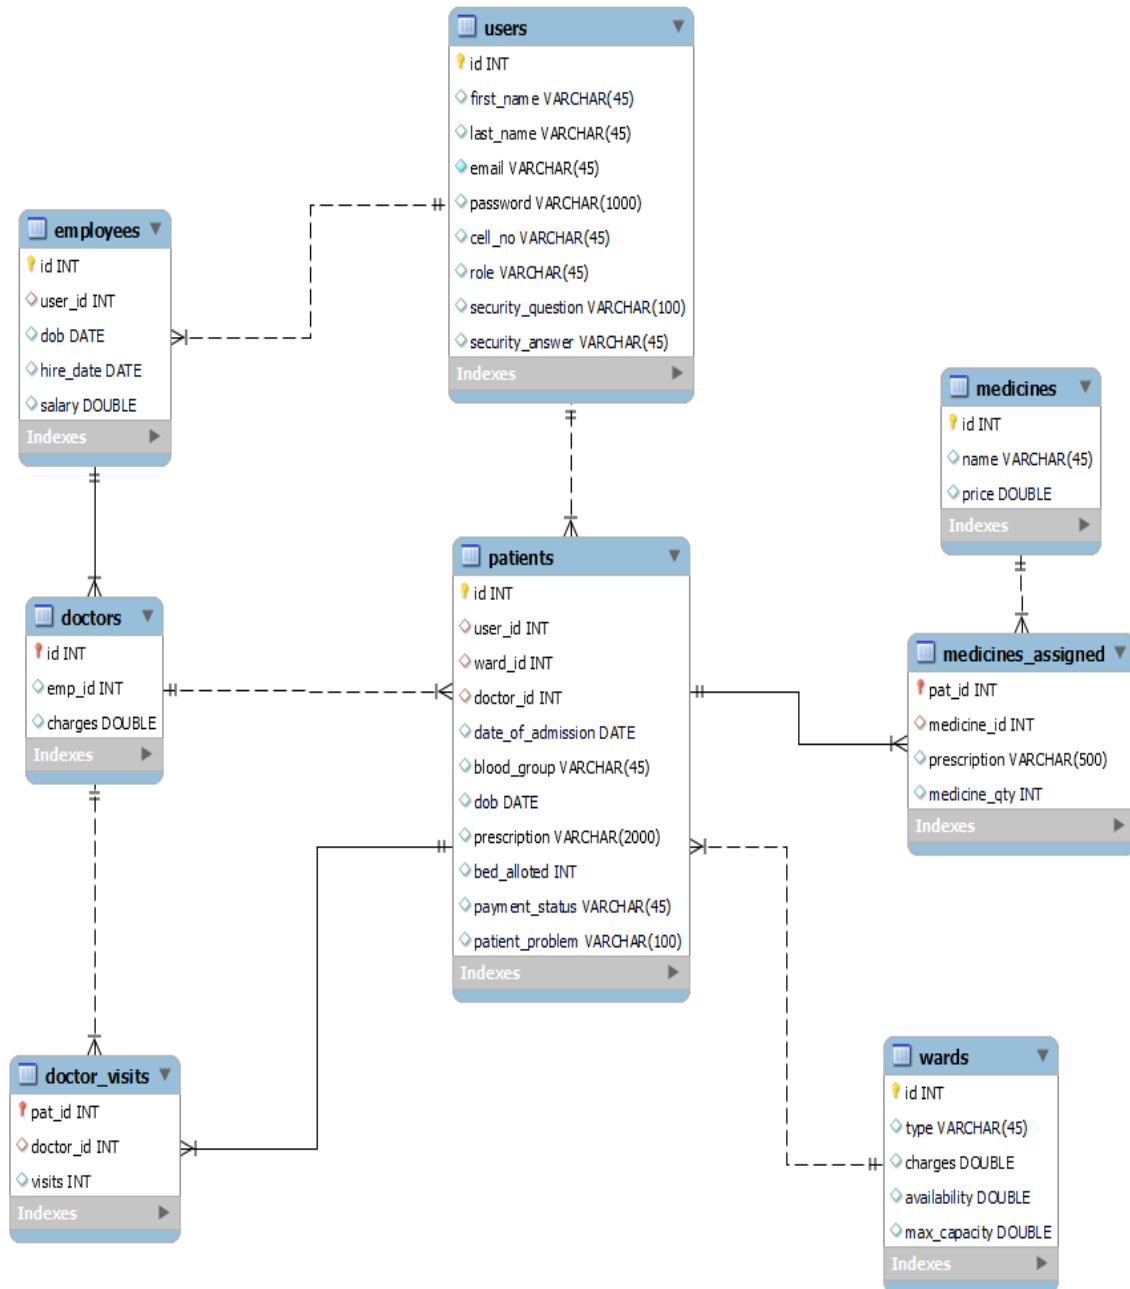 users
id INT
first_name VARCHAR(45)
last_name VARCHAR(45)
email VARCHAR(45)
password VARCHAR(1000)
cell_no VARCHAR(45)
role VARCHAR(45)
security_question VARCHAR(100)
security_answer VARCHAR(45)
Indexes
employees
id INT
user_id INT
dob DATE
hire_date DATE
salary DOUBLE
Indexes
medicines
id INT
name VARCHAR(45)
price DOUBLE
Indexes
patients
id INT
user_id INT
ward_id INT
doctor_id INT
date_of_admission DATE
blood_group VARCHAR(45)
dob DATE
prescription VARCHAR(2000)
bed_alloted INT
payment_status VARCHAR(45)
patient_problem VARCHAR(100)
Indexes
doctors
id INT
emp_id INT
charges DOUBLE
Indexes
medicines_assigned
pat_id INT
medicine_id INT
prescription VARCHAR(500)
medicine_qty INT
Indexes
doctor_visits
pat_id INT
doctor_id INT
visits INT
Indexes
wards
id INT
type VARCHAR(45)
charges DOUBLE
availability DOUBLE
max_capacity DOUBLE
Indexes